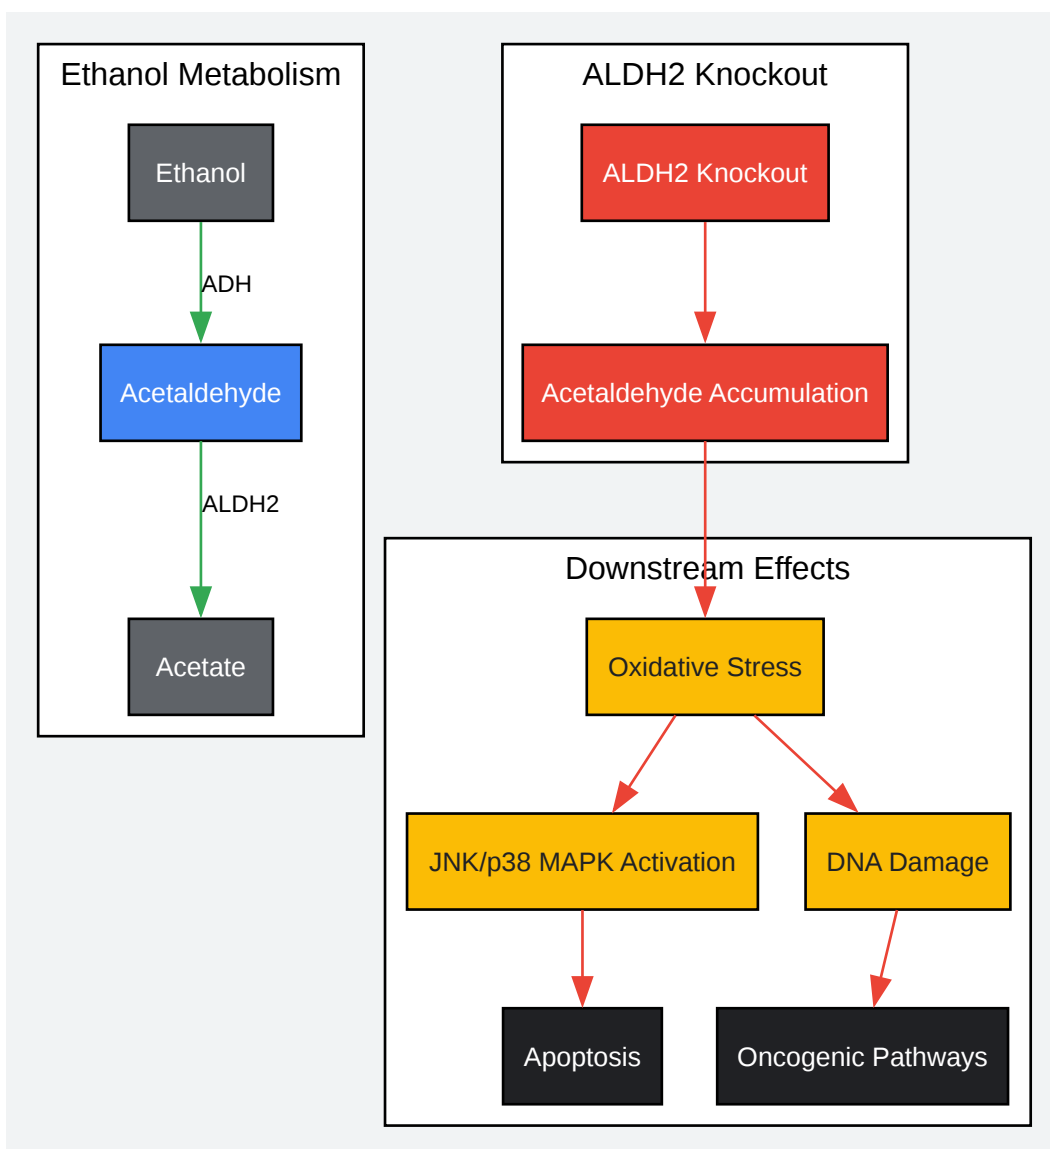 Ethanol Metabolism
Ethanol
ADH
Acetaldehyde
ALDH2
Acetate
ALDH2 Knockout
ALDH2 Knockout
Acetaldehyde Accumulation
Downstream Effects
Oxidative Stress
JNK/p38 MAPK Activation
DNA Damage
Apoptosis
Oncogenic Pathways